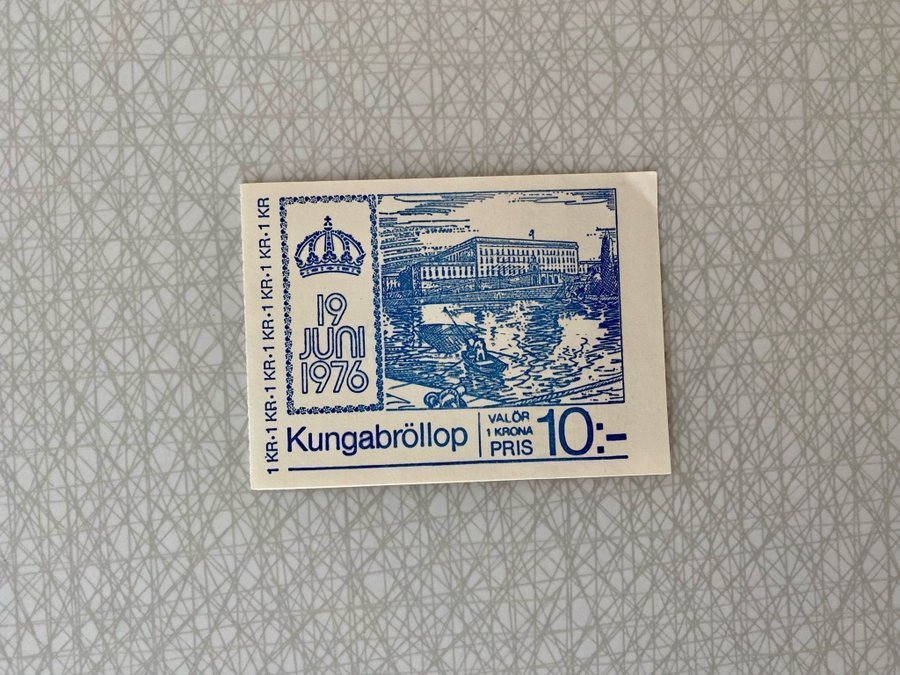 1 KR·1 KR·1 KR·1 KR·1 KR·1 KR
19
JUNI
1976
Kungabröllop
VALÖR
1 KRONA
PRIS
10:-